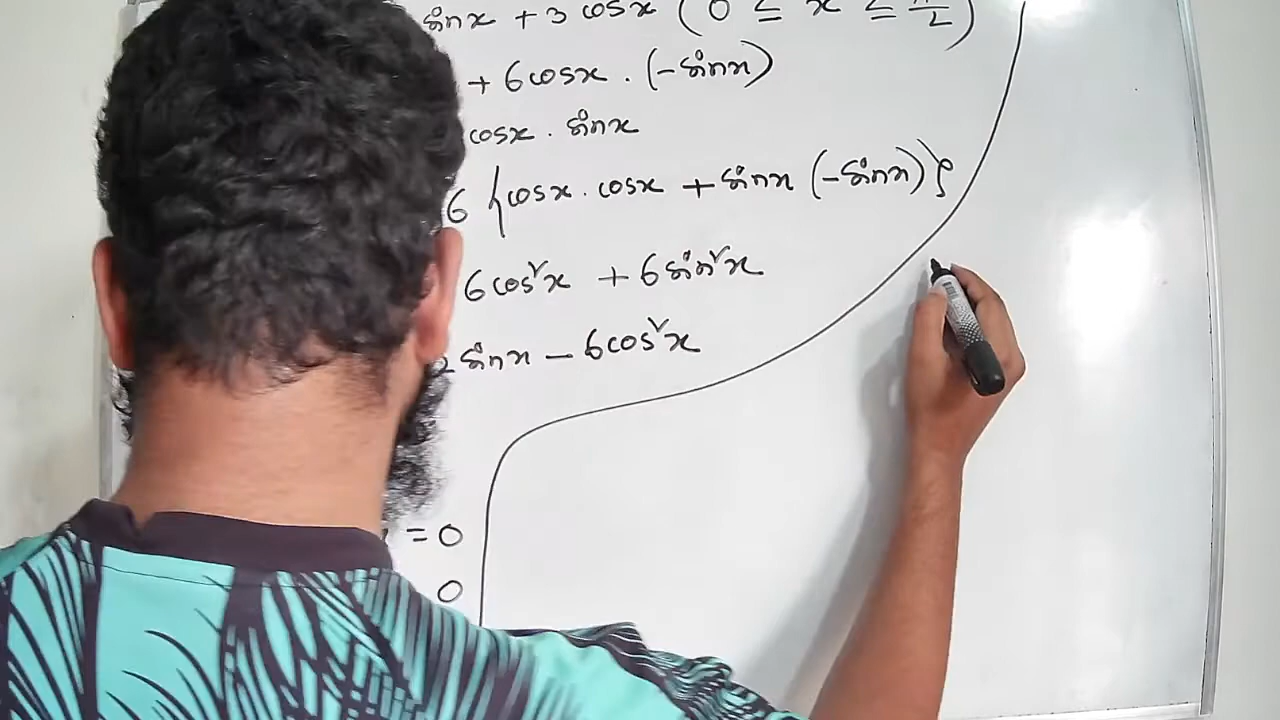 sinx + 3 cosx (0 ≤ x ≤ π/2)
+ 6cosx . (-sinx)
cosx . sinx
6 {cosx . cosx + sinx (-sinx)}
6cos²x + 6sin²x
2 sinx - 6cos²x
= 0
0